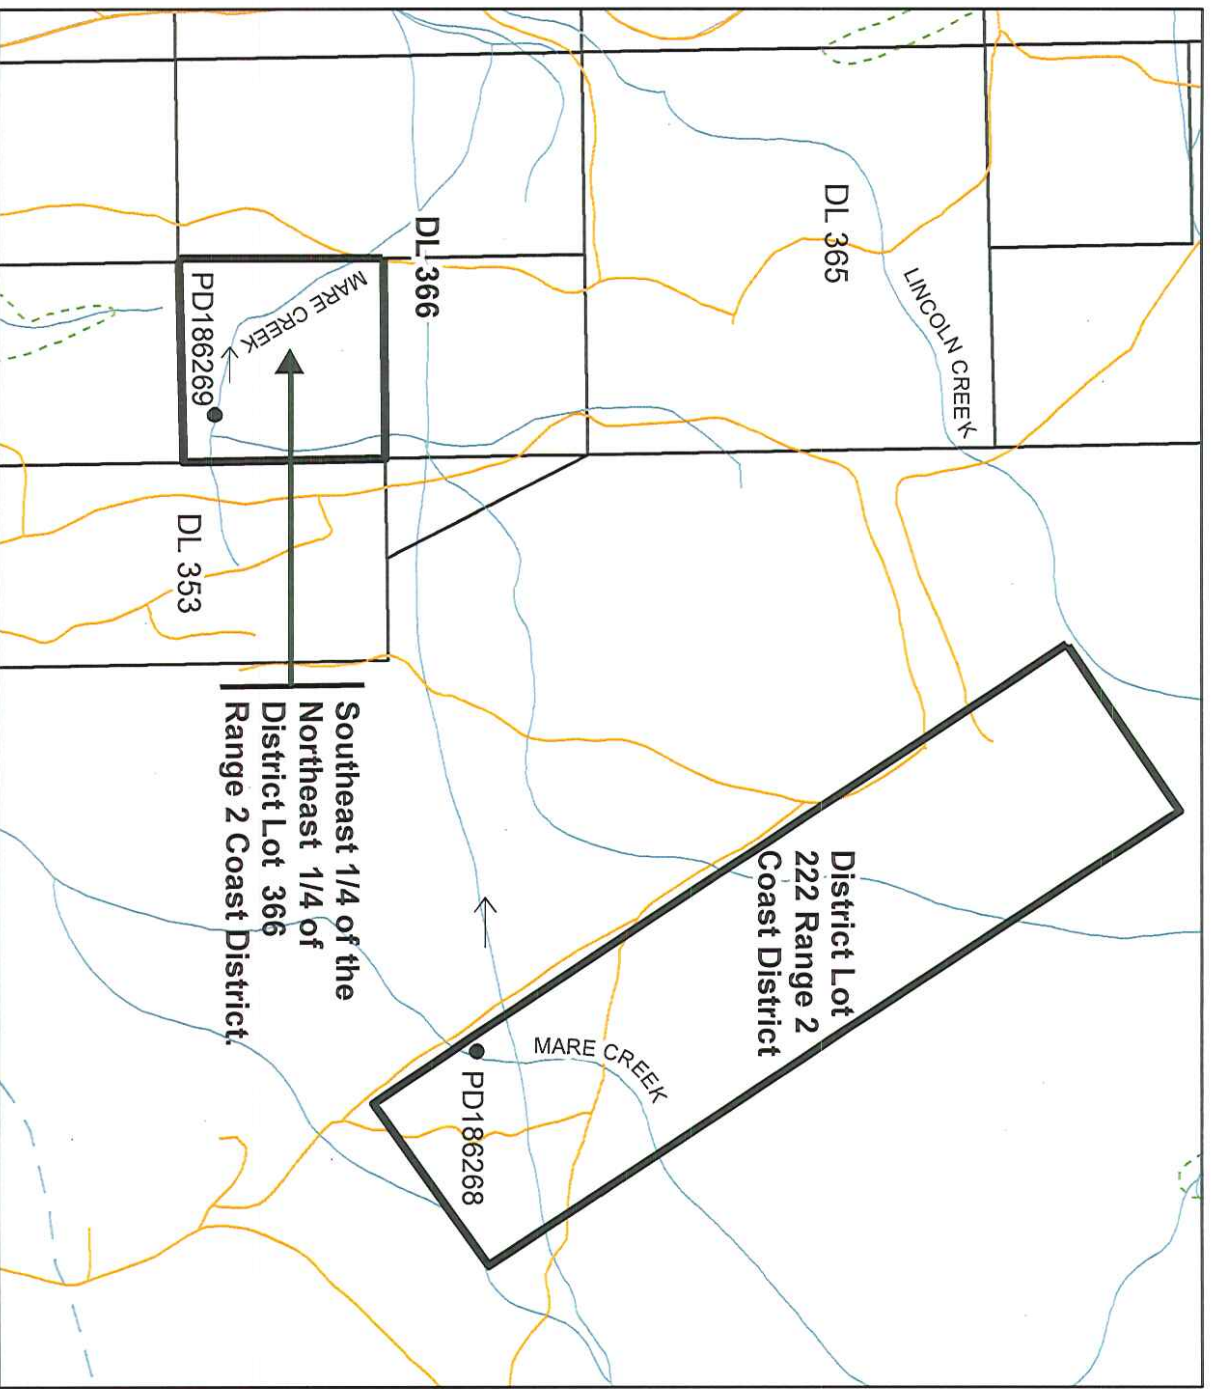 LINCOLN CREEK
DL 365
District Lot
222 Range 2
Coast District
MARE CREEK
PD186268
DL 366
MARE CREEK
PD186269
DL 353
Southeast 1/4 of the
Northeast 1/4 of
District Lot 366
Range 2 Coast District.